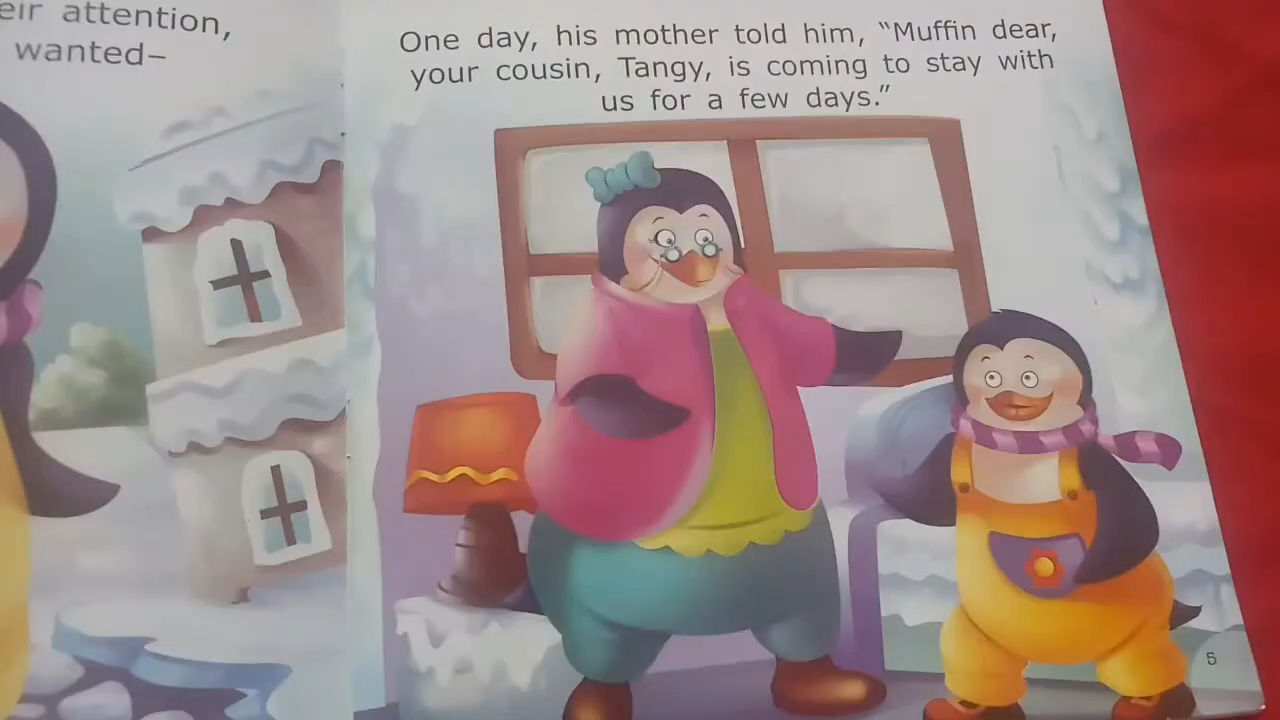 attention,
wanted–
One day, his mother told him, “Muffin dear,
your cousin, Tangy, is coming to stay with
us for a few days.”
5